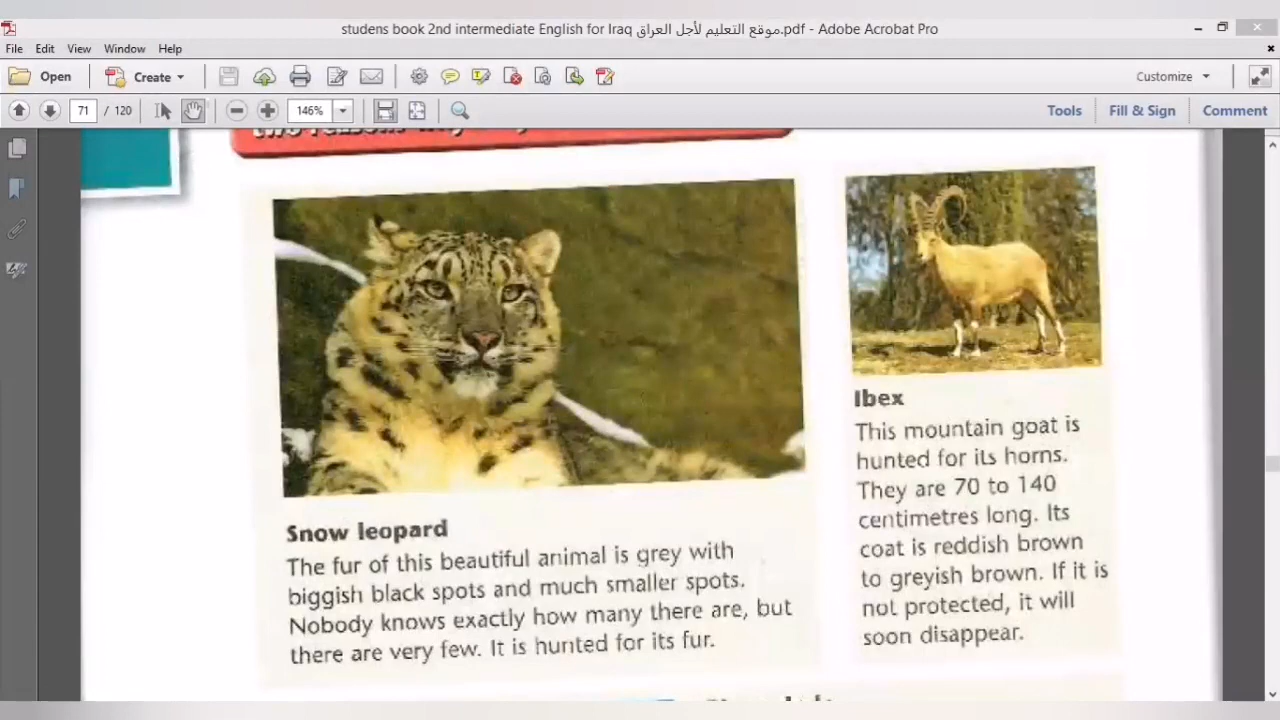 studens book 2nd intermediate English for Iraq موقع التعليم لأجل العراق.pdf - Adobe Acrobat Pro
File Edit View Window Help
Open Create Customize
71 / 120 146% Tools Fill & Sign Comment
two reasons
Snow leopard
The fur of this beautiful animal is grey with
biggish black spots and much smaller spots.
Nobody knows exactly how many there are, but
there are very few. It is hunted for its fur.
Ibex
This mountain goat is
hunted for its horns.
They are 70 to 140
centimetres long. Its
coat is reddish brown
to greyish brown. If it is
not protected, it will
soon disappear.